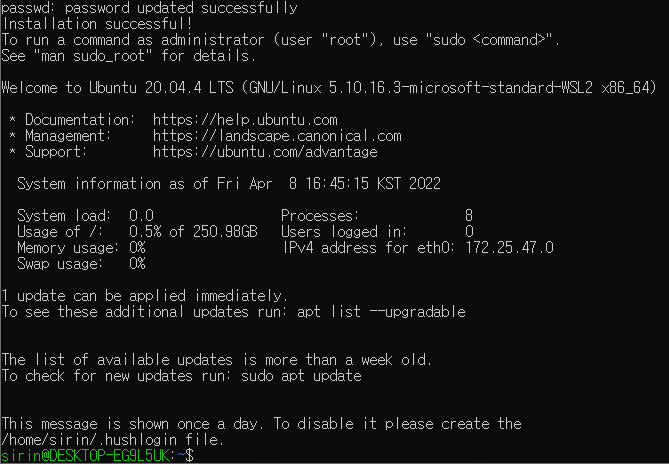 passwd: password updated successfully
Installation successful!
To run a command as administrator (user "root"), use "sudo <command>".
See "man sudo_root" for details.
Welcome to Ubuntu 20.04.4 LTS (GNU/Linux 5.10.16.3-microsoft-standard-WSL2 x86_64)
* Documentation:  https://help.ubuntu.com
* Management:     https://landscape.canonical.com
* Support:        https://ubuntu.com/advantage
System information as of Fri Apr  8 16:45:15 KST 2022
System load:  0.0                Processes:             8
Usage of /:   0.5% of 250.98GB   Users logged in:       0
Memory usage: 0%                 IPv4 address for eth0: 172.25.47.0
Swap usage:   0%
1 update can be applied immediately.
To see these additional updates run: apt list --upgradable
The list of available updates is more than a week old.
To check for new updates run: sudo apt update
This message is shown once a day. To disable it please create the
/home/sirin/.hushlogin file.
sirin@DESKTOP-EG9L5UK:~$